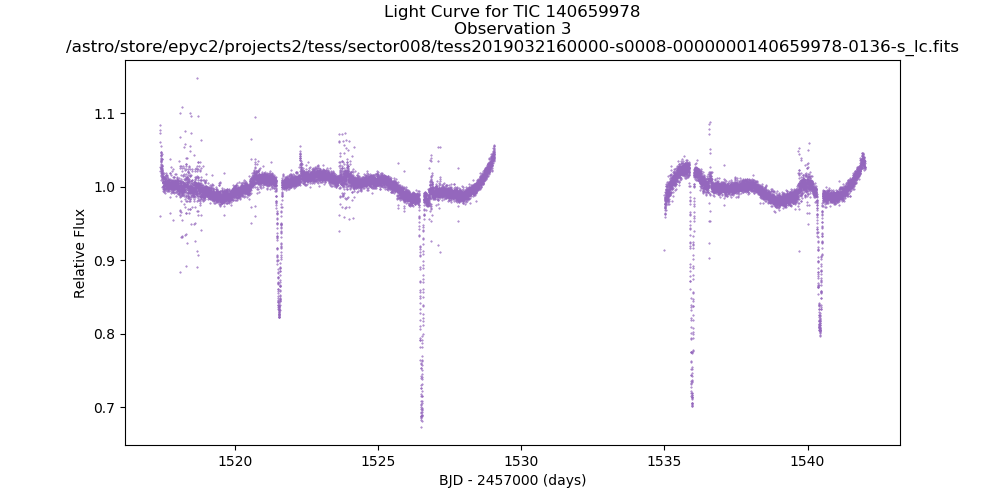 Light Curve for TIC 140659978
Observation 3
/astro/store/epyc2/projects2/tess/sector008/tess2019032160000-s0008-0000000140659978-0136-s_lc.fits
1.1
1.0
0.9
0.8
0.7
Relative Flux
1520
1525
1530
1535
1540
BJD - 2457000 (days)